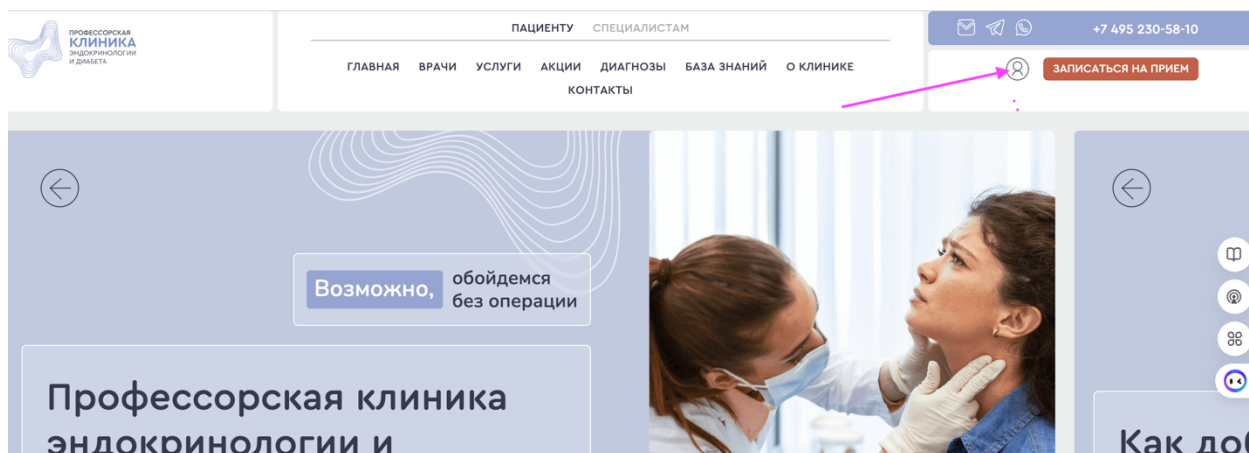 ПРОФЕССОРСКАЯ
КЛИНИКА
ЭНДОКРИНОЛОГИИ
И ДИАБЕТА
ПАЦИЕНТУ СПЕЦИАЛИСТАМ
ГЛАВНАЯ ВРАЧИ УСЛУГИ АКЦИИ ДИАГНОЗЫ БАЗА ЗНАНИЙ О КЛИНИКЕ
КОНТАКТЫ
+7 495 230-58-10
ЗАПИСАТЬСЯ НА ПРИЕМ
Возможно,
обойдемся
без операции
Профессорская клиника
эндокринологии и
Как